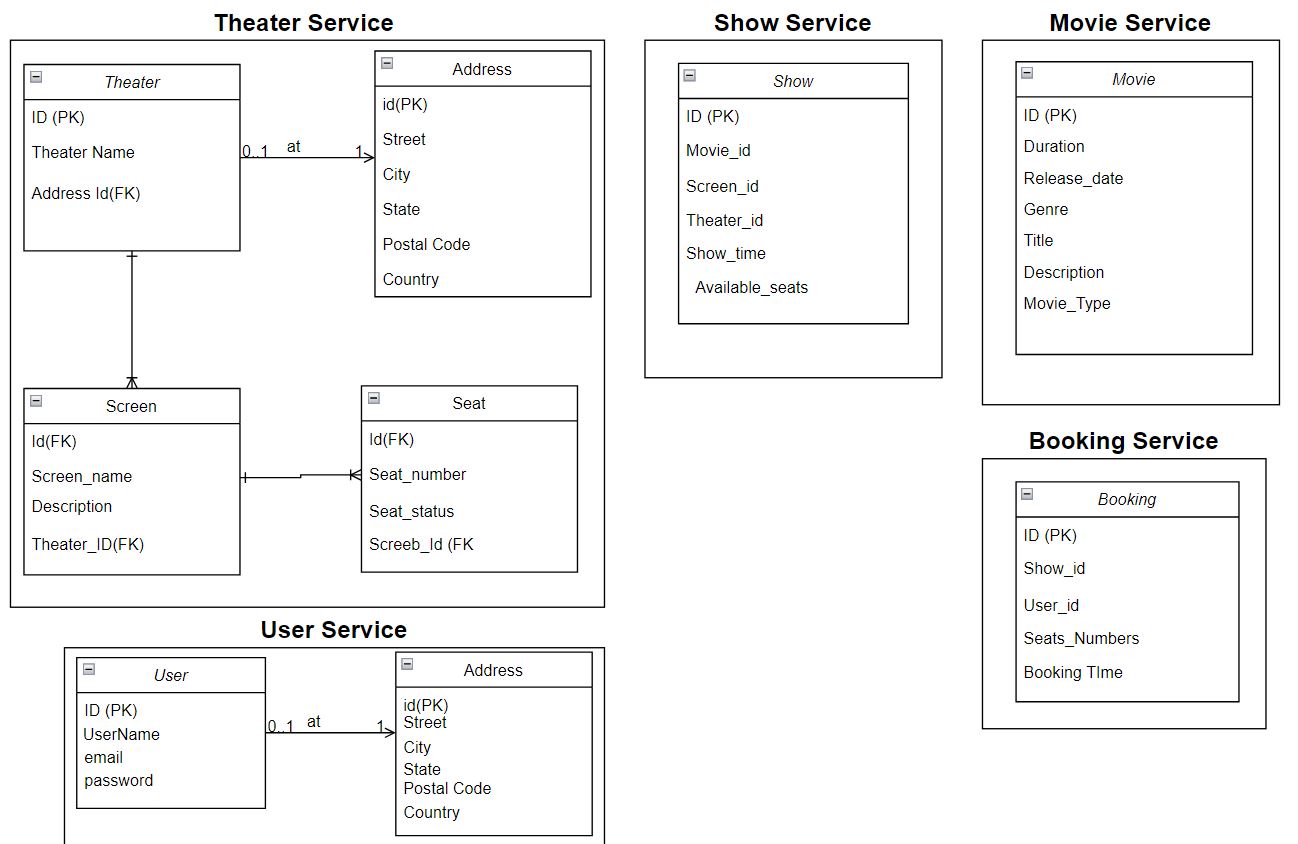 Theater Service
Theater
ID (PK)
Theater Name
Address Id(FK)
0..1 at 1
Address
id(PK)
Street
City
State
Postal Code
Country
Screen
Id(FK)
Screen_name
Description
Theater_ID(FK)
Seat
Id(FK)
Seat_number
Seat_status
Screeb_Id (FK
Show Service
Show
ID (PK)
Movie_id
Screen_id
Theater_id
Show_time
Available_seats
Movie Service
Movie
ID (PK)
Duration
Release_date
Genre
Title
Description
Movie_Type
Booking Service
Booking
ID (PK)
Show_id
User_id
Seats_Numbers
Booking TIme
User Service
User
ID (PK)
UserName
email
password
0..1 at 1
Address
id(PK)
Street
City
State
Postal Code
Country